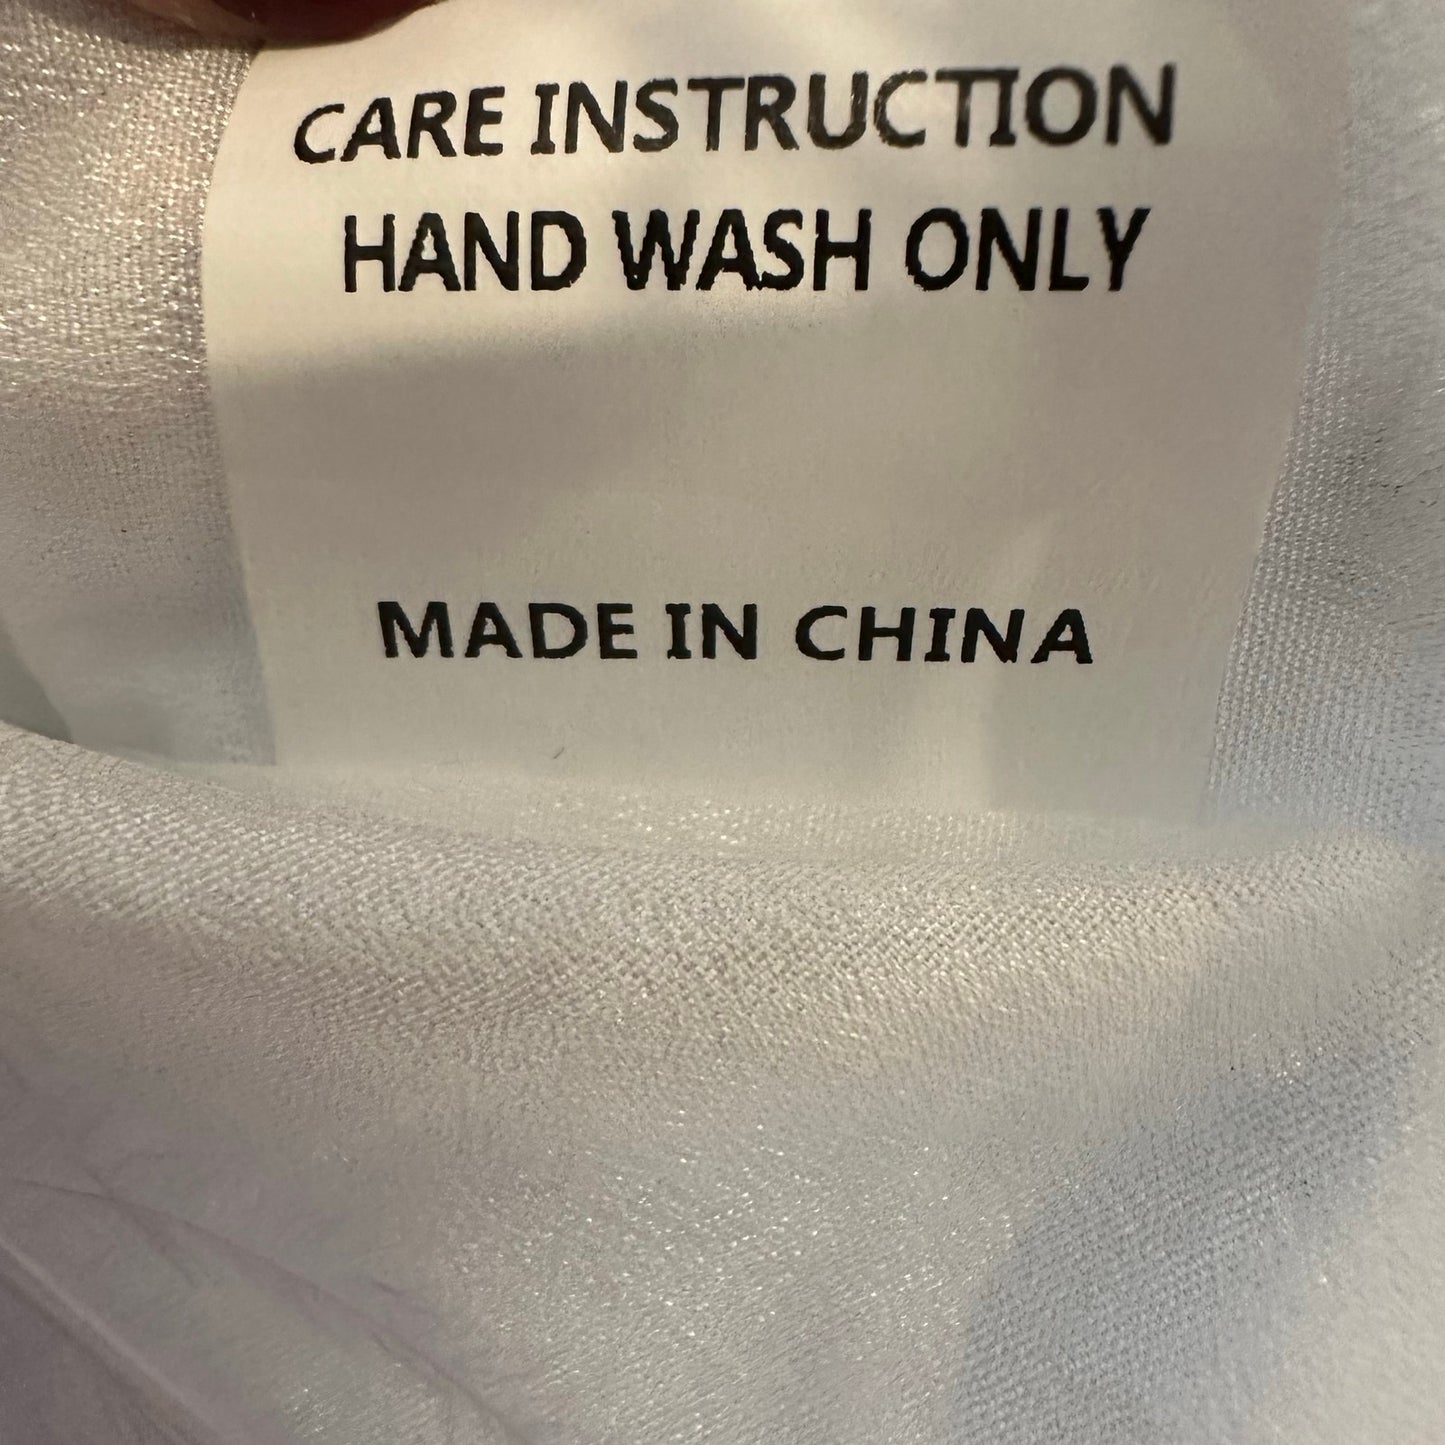 CARE INSTRUCTION
HAND WASH ONLY
MADE IN CHINA